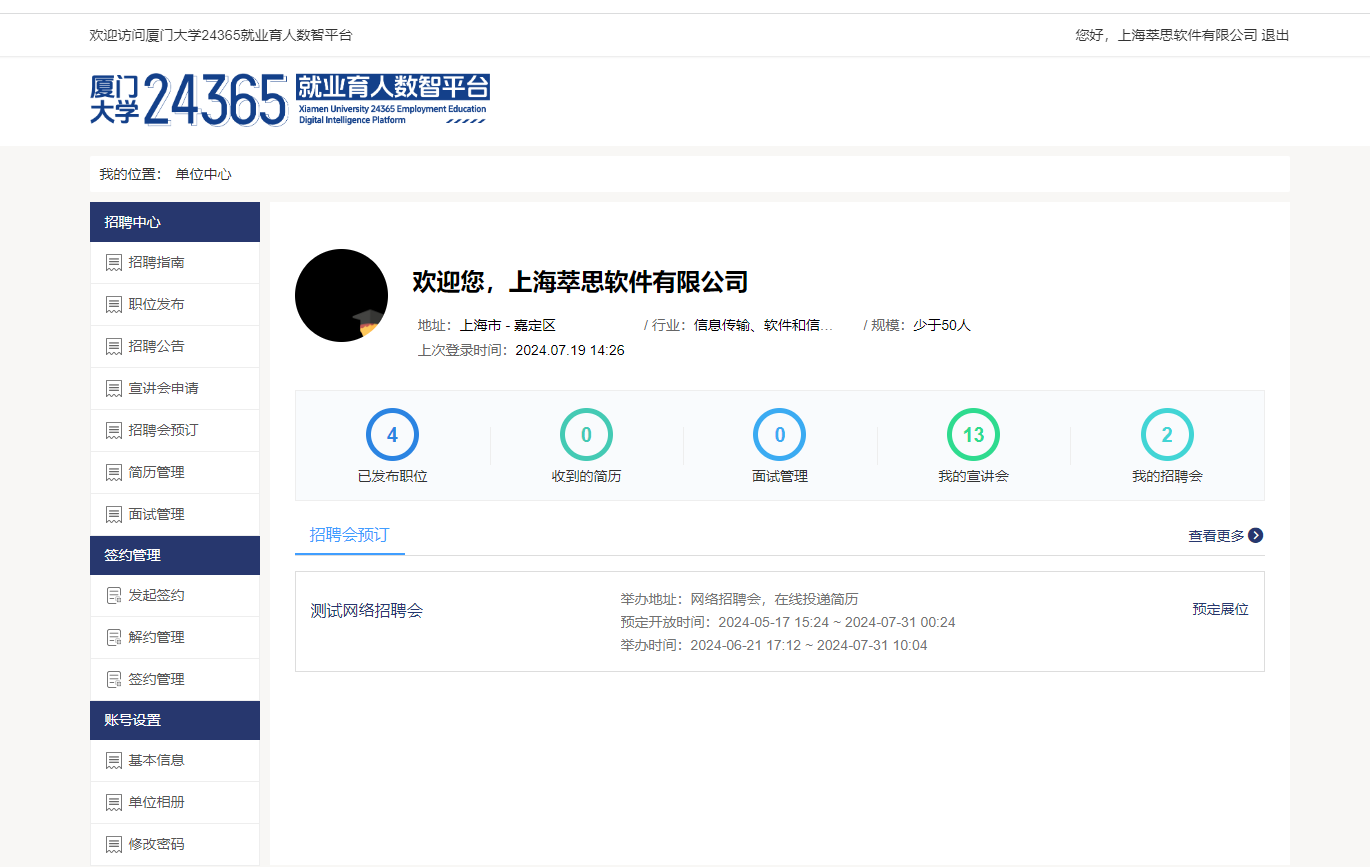 欢迎访问厦门大学24365就业育人数智平台
您好，上海萃思软件有限公司 退出
厦门大学 24365 就业育人数智平台
Xiamen University 24365 Employment Education
Digital Intelligence Platform
我的位置： 单位中心
招聘中心
招聘指南
职位发布
招聘公告
宣讲会申请
招聘会预订
简历管理
面试管理
签约管理
发起签约
解约管理
签约管理
账号设置
基本信息
单位相册
修改密码
欢迎您，上海萃思软件有限公司
地址：上海市 - 嘉定区 / 行业：信息传输、软件和信... / 规模：少于50人
上次登录时间：2024.07.19 14:26
4 0 0 13 2
已发布职位 收到的简历 面试管理 我的宣讲会 我的招聘会
招聘会预订 查看更多
测试网络招聘会
举办地址：网络招聘会，在线投递简历
预定开放时间：2024-05-17 15:24 ~ 2024-07-31 00:24
举办时间：2024-06-21 17:12 ~ 2024-07-31 10:04
预定展位